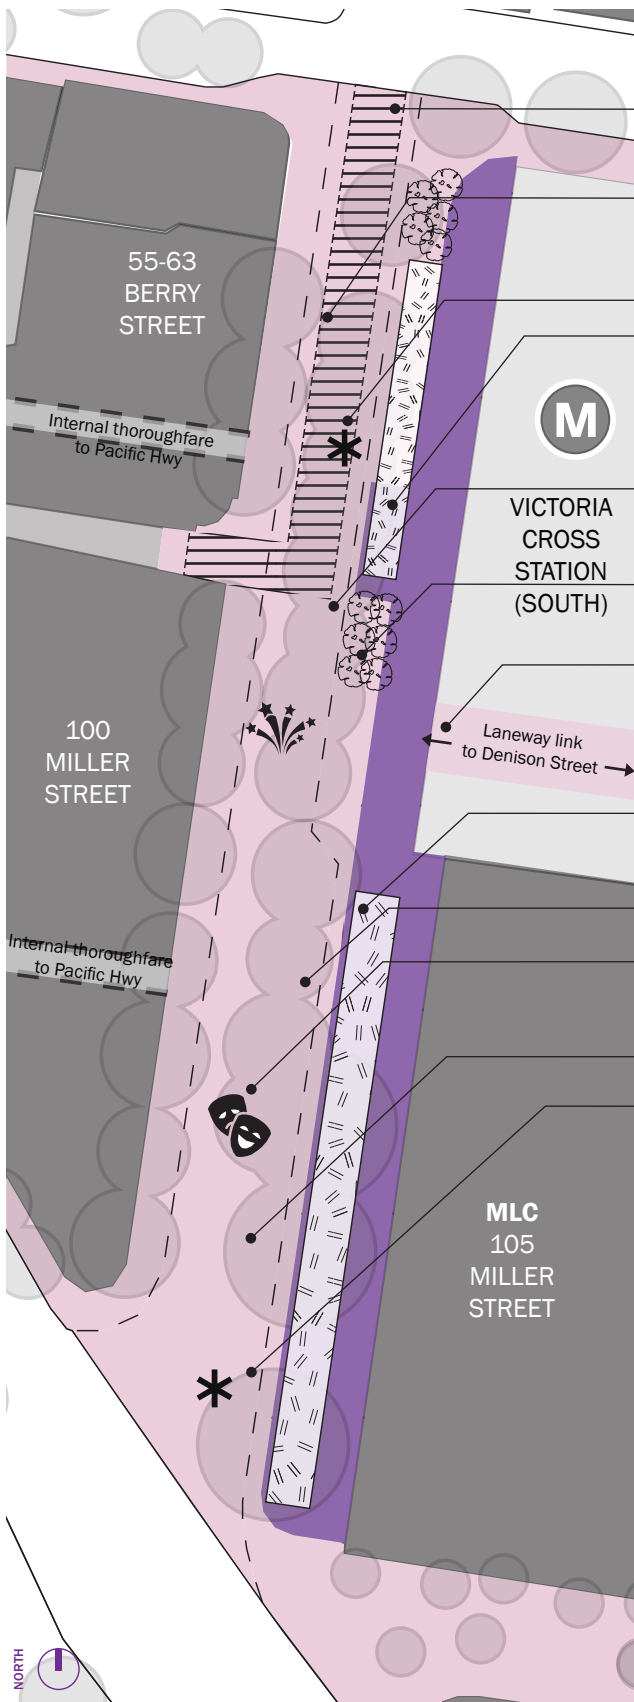 55-63
BERRY
STREET
Internal thoroughfare
to Pacific Hwy
M
VICTORIA
CROSS
STATION
(SOUTH)
100
MILLER
STREET
Laneway link
to Denison Street
Internal thoroughfare
to Pacific Hwy
MLC
105
MILLER
STREET
NORTH